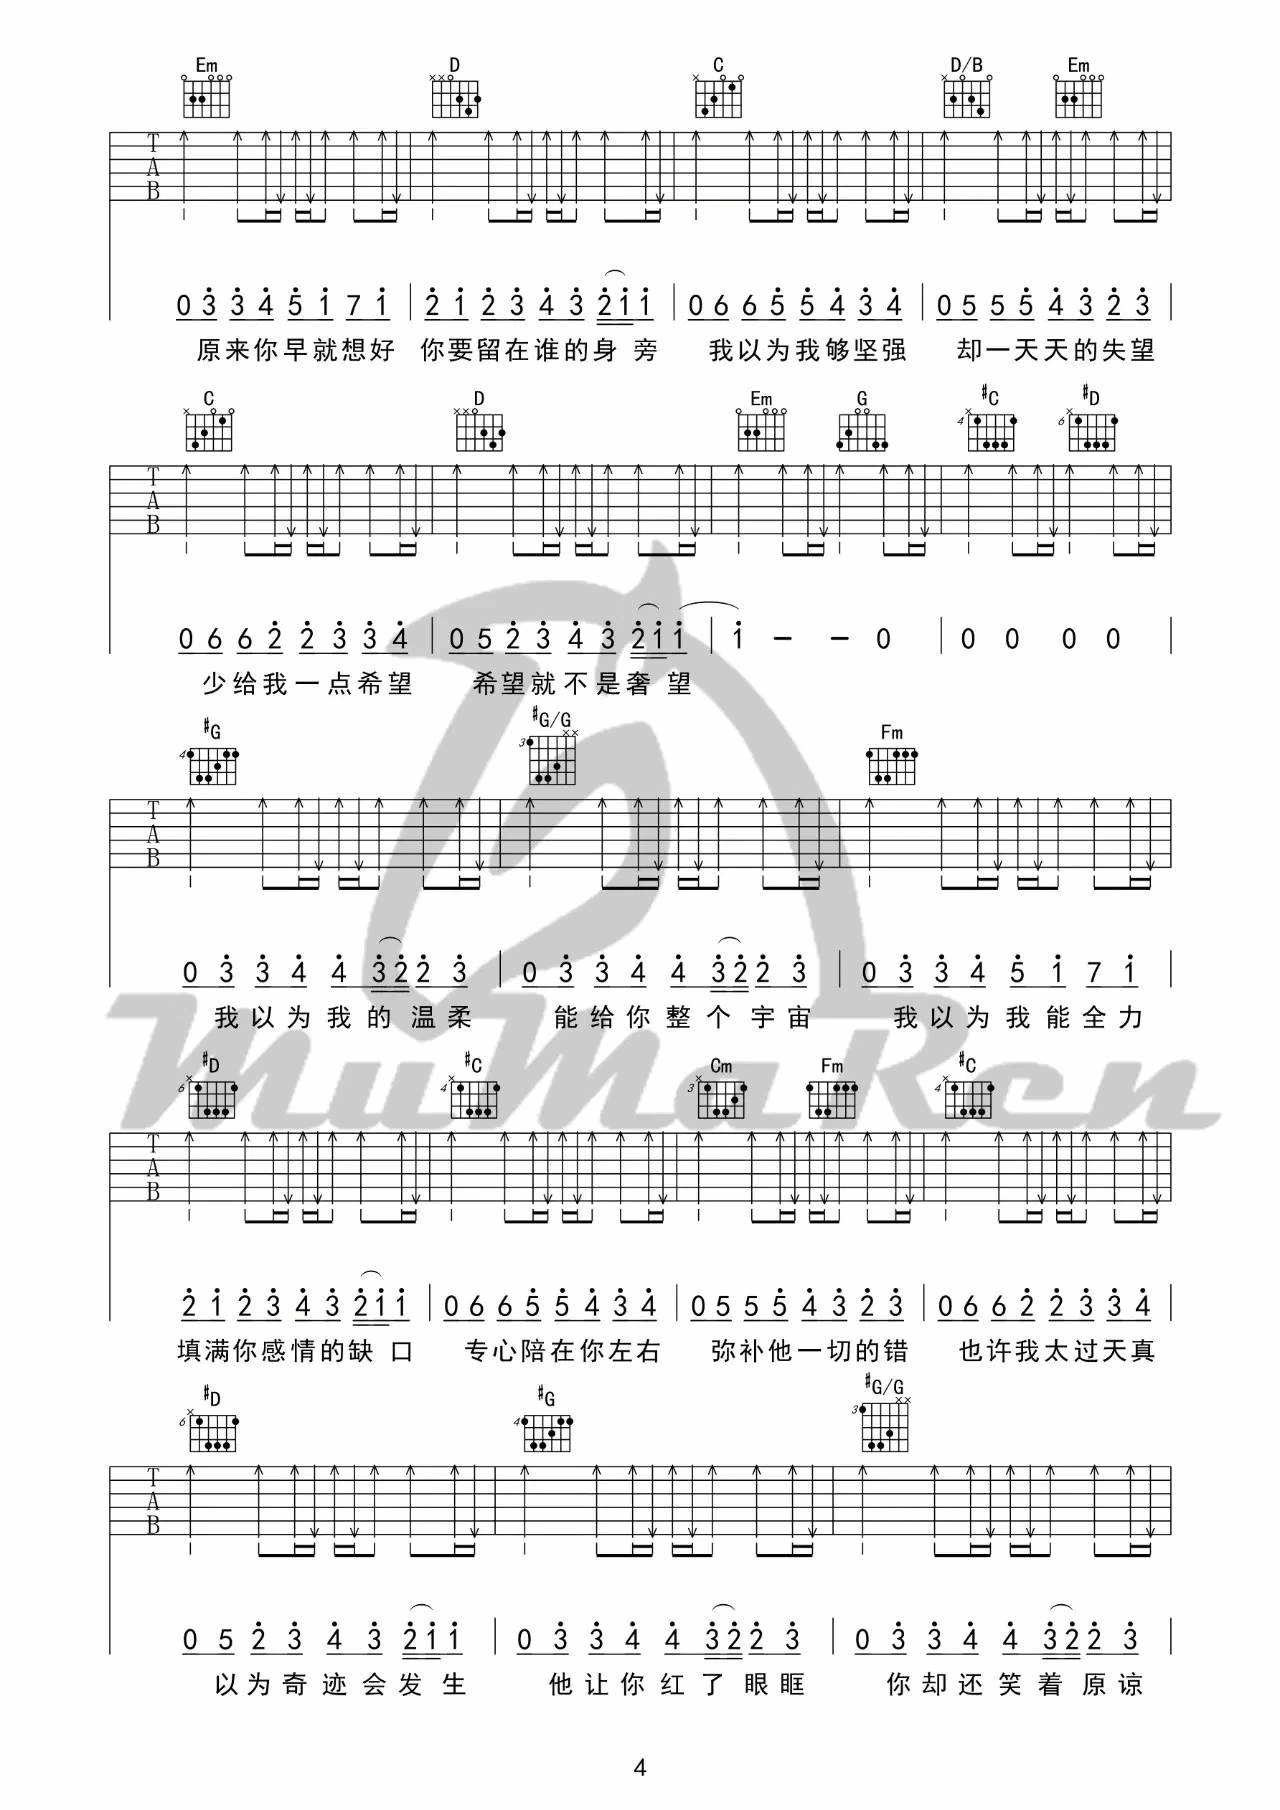 Em D C D/B Em
T
A
B
0 3 3 4 5 1 7 1 | 2 1 2 3 4 3 2 1 1 | 0 6 6 5 5 4 3 4 | 0 5 5 5 4 3 2 3
原来你早就想好 你要留在谁的身 旁 我以为我够坚强 却一天天的失望
C D Em G #C #D
4 6
T
A
B
0 6 6 2 2 3 3 4 | 0 5 2 3 4 3 2 1 1 | 1 - - 0 | 0 0 0 0
少给我一点希望 希望就不是奢 望
#G #G/G Fm
4 3
T
A
B
0 3 3 4 4 3 2 2 3 | 0 3 3 4 4 3 2 2 3 | 0 3 3 4 5 1 7 1
我以为我的温柔 能给你整个宇宙 我以为我能全力
MuMaRen
#D #C Cm Fm #C
6 4 3 4
T
A
B
2 1 2 3 4 3 2 1 1 | 0 6 6 5 5 4 3 4 | 0 5 5 5 4 3 2 3 | 0 6 6 2 2 3 3 4
填满你感情的缺 口 专心陪在你左右 弥补他一切的错 也许我太过天真
#D #G #G/G
6 4 3
T
A
B
0 5 2 3 4 3 2 1 1 | 0 3 3 4 4 3 2 2 3 | 0 3 3 4 4 3 2 2 3
以为奇迹会发生 他让你红了眼眶 你却还笑着原谅
4